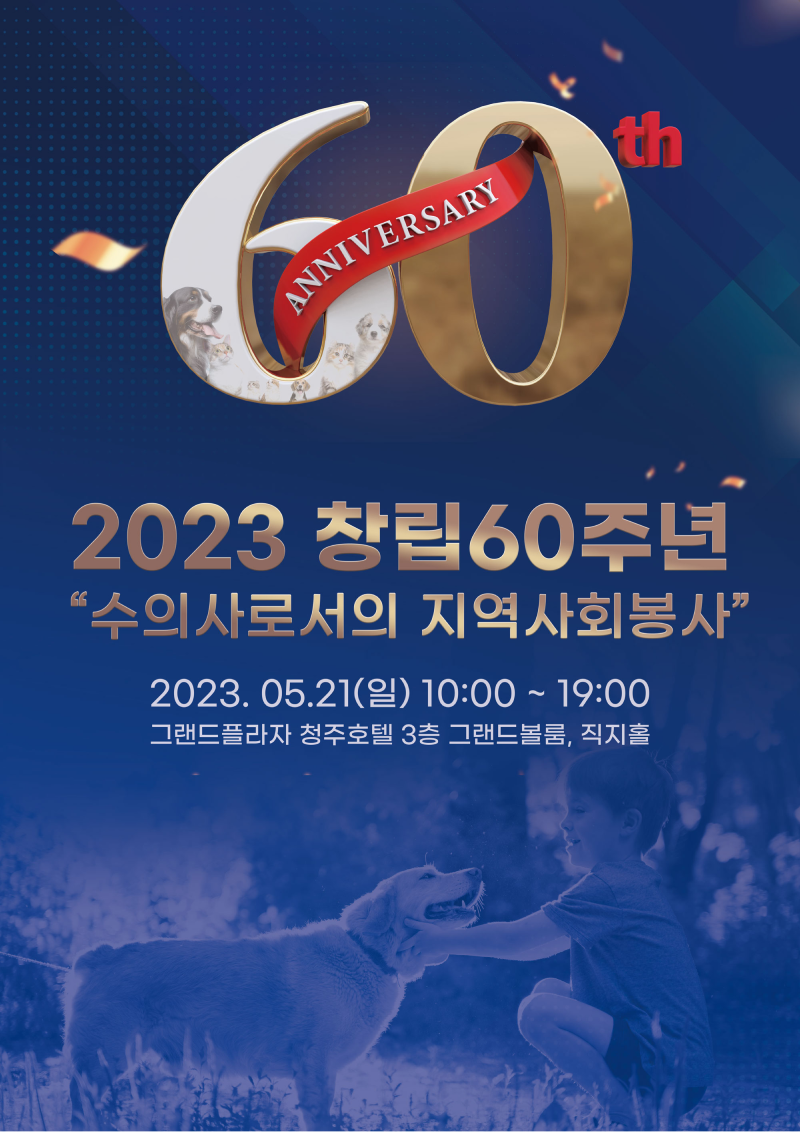 60th
ANNIVERSARY
2023 창립60주년
“수의사로서의 지역사회봉사”
2023. 05.21(일) 10:00 ~ 19:00
그랜드플라자 청주호텔 3층 그랜드볼룸, 직지홀